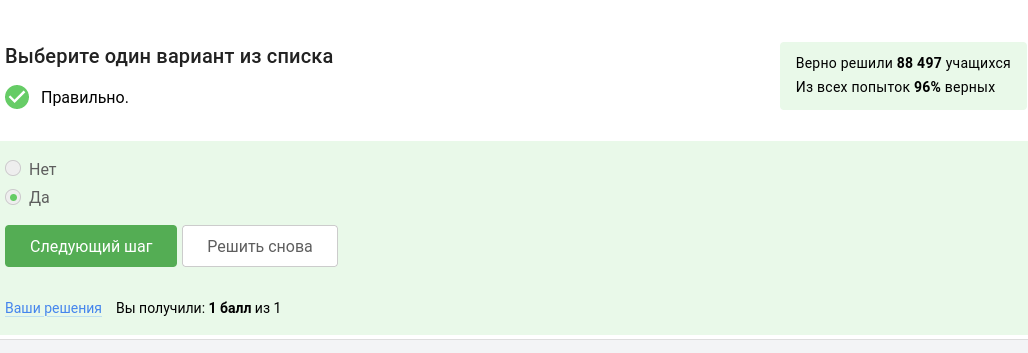 Выберите один вариант из списка
Верно решили 88 497 учащихся
Из всех попыток 96% верных
Правильно.
Нет
Да
Следующий шаг
Решить снова
Ваши решения Вы получили: 1 балл из 1